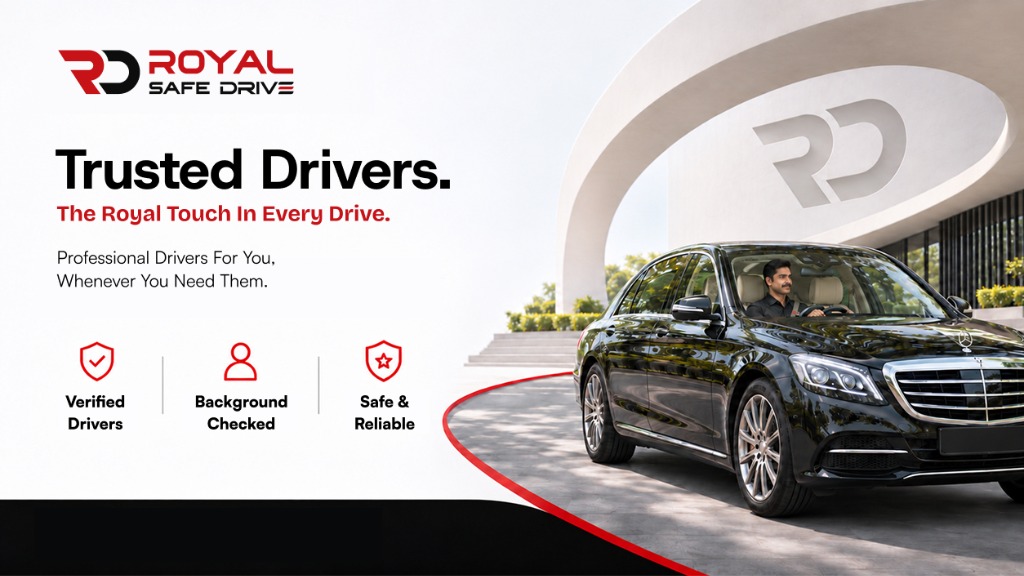 RD ROYAL
SAFE DRIVE
Trusted Drivers.
The Royal Touch In Every Drive.
Professional Drivers For You,
Whenever You Need Them.
Verified
Drivers
Background
Checked
Safe &
Reliable
RD